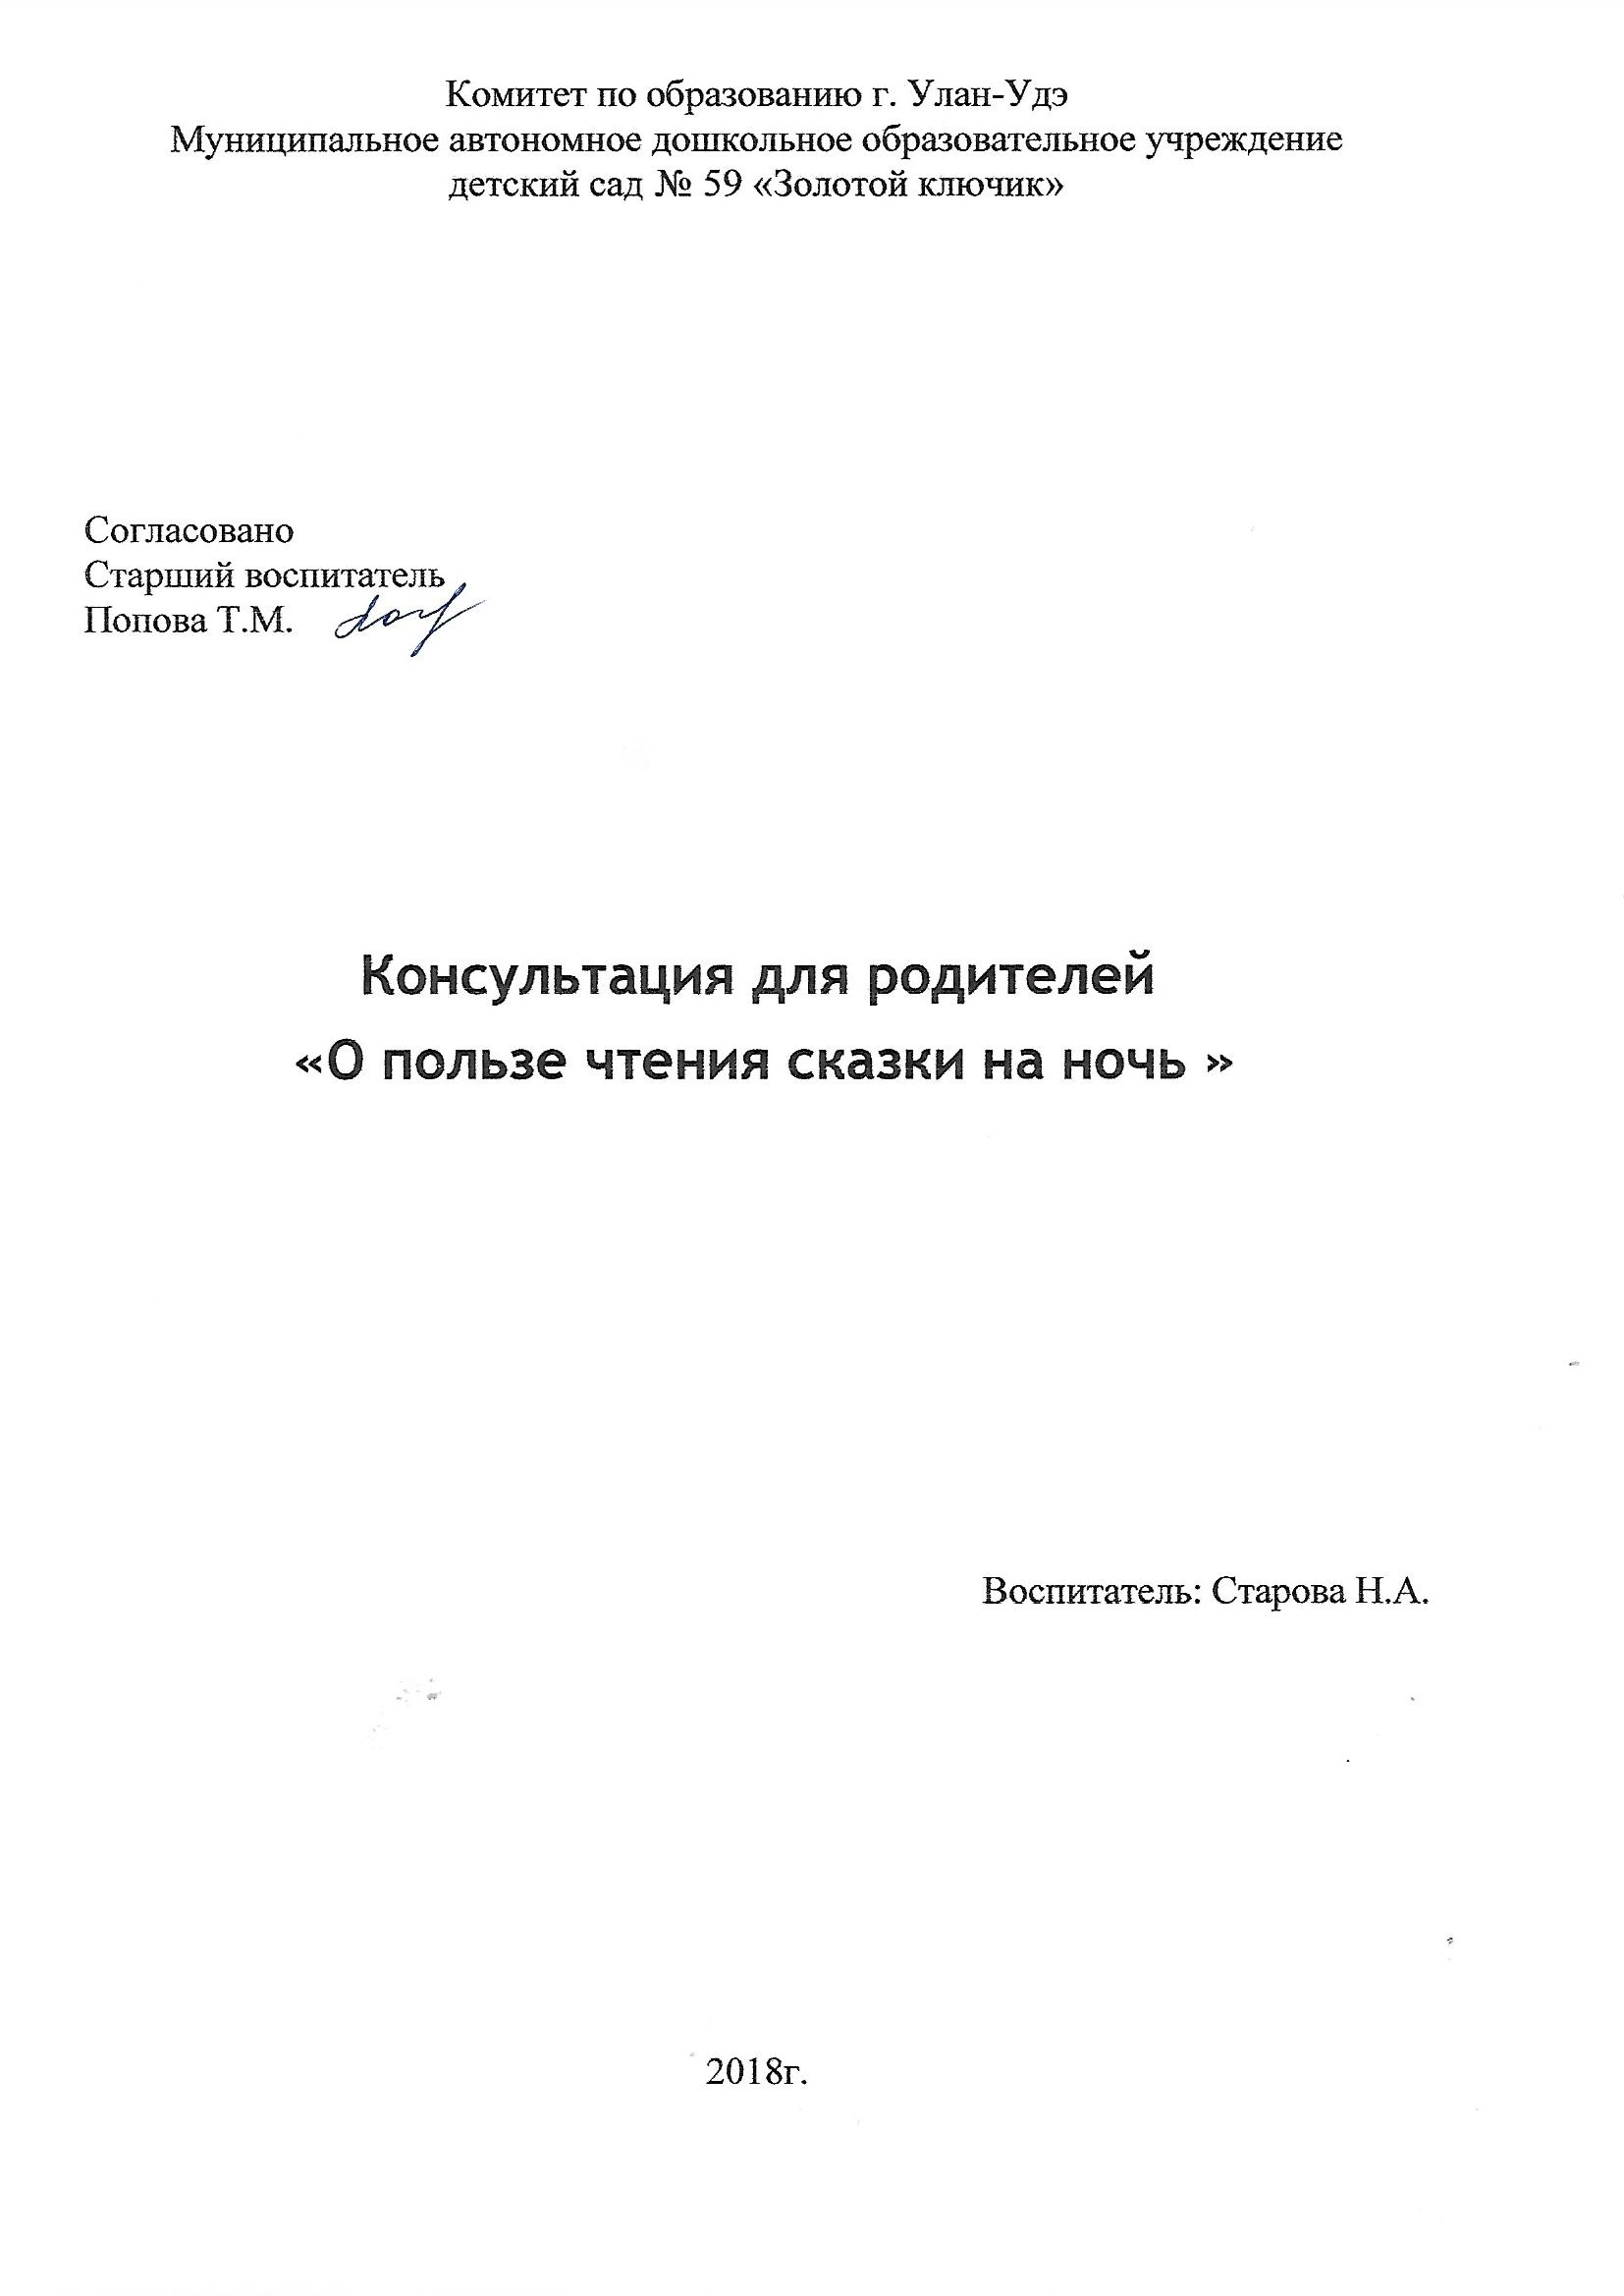 Комитет по образованию г. Улан-Удэ
Муниципальное автономное дошкольное образовательное учреждение
детский сад № 59 «Золотой ключик»
Согласовано
Старший воспитатель
Попова Т.М.
Консультация для родителей
«О пользе чтения сказки на ночь »
Воспитатель: Старова Н.А.
2018г.